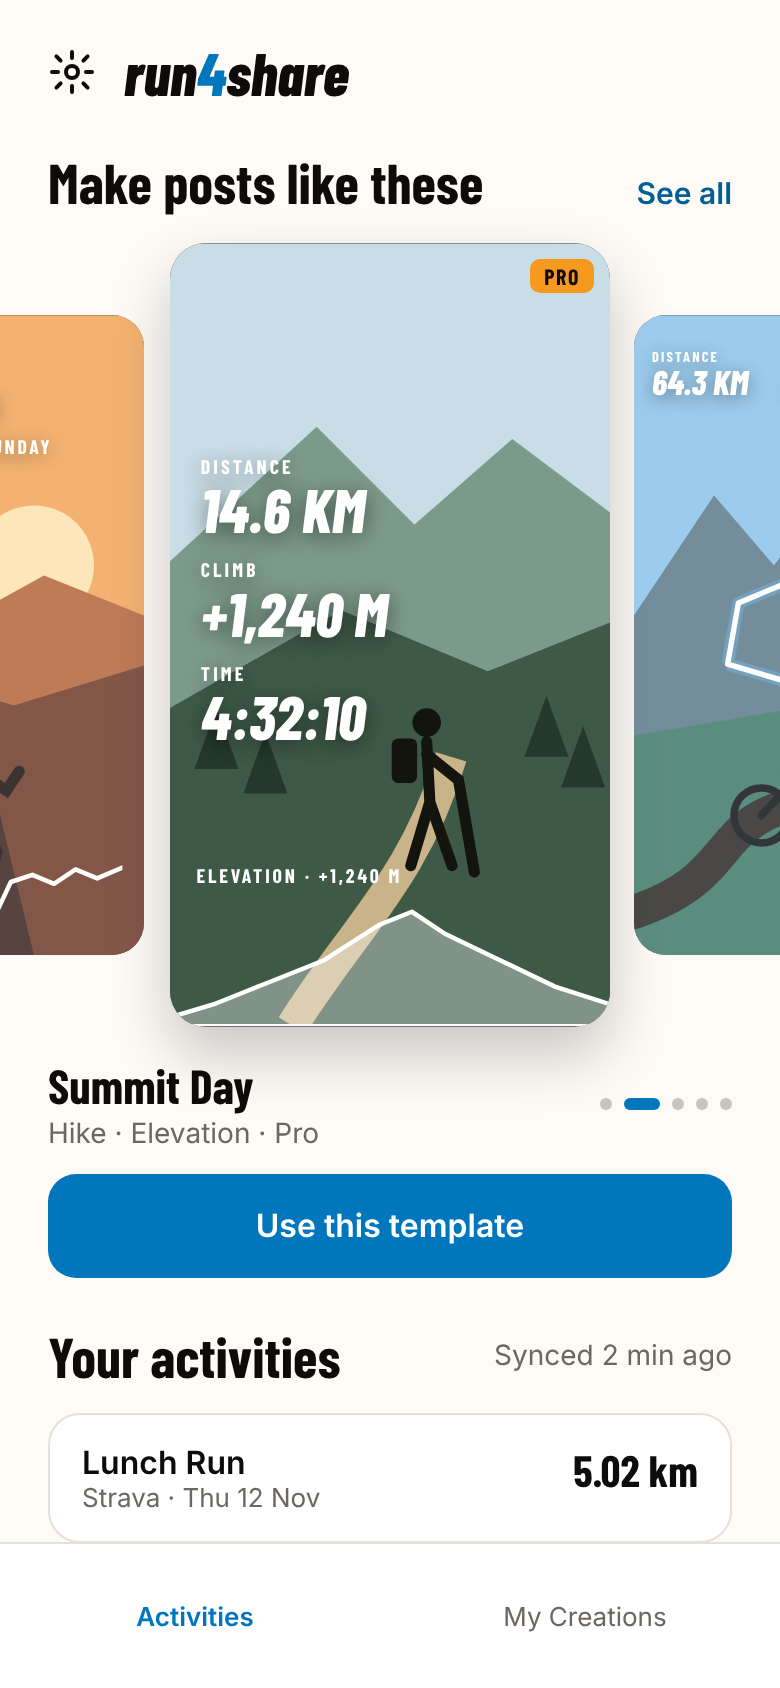 run4share
Make posts like these
See all
PRO
DISTANCE
64.3 KM
DISTANCE
14.6 KM
CLIMB
+1,240 M
TIME
4:32:10
ELEVATION · +1,240 M
Summit Day
Hike · Elevation · Pro
Use this template
Your activities
Synced 2 min ago
Lunch Run
5.02 km
Strava · Thu 12 Nov
Activities
My Creations